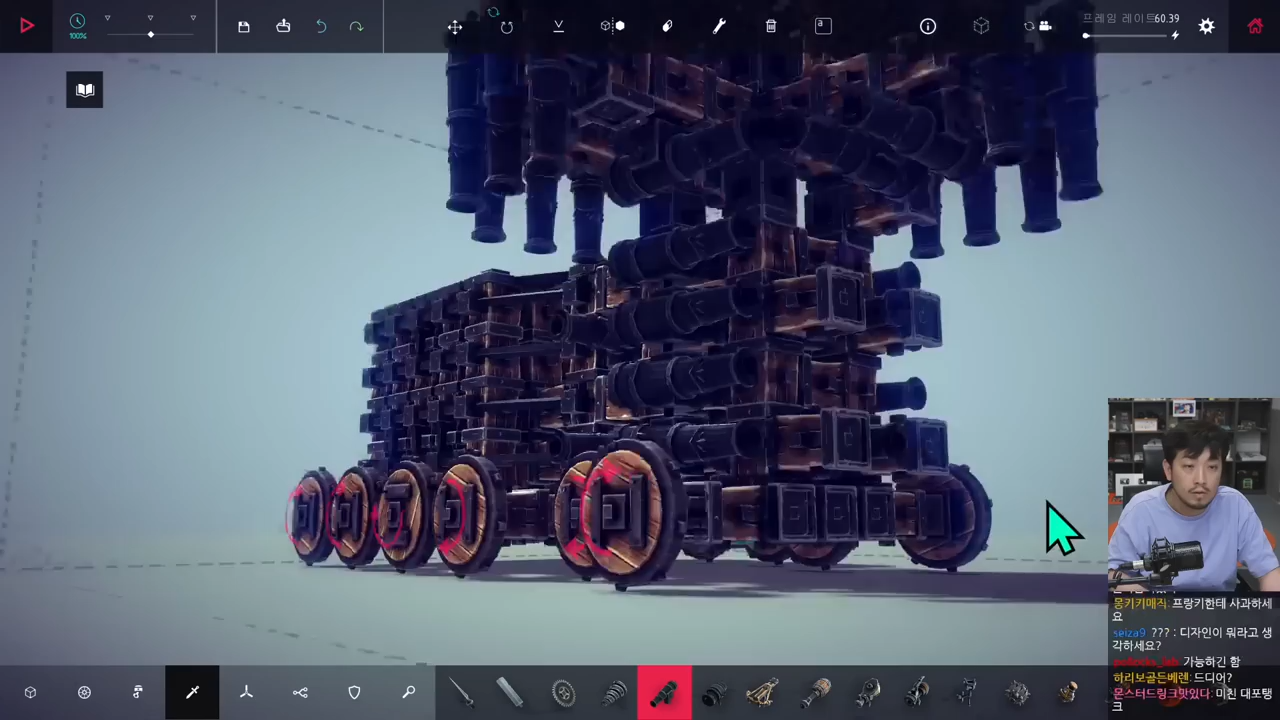 100%
a
프레임 레이트 60.39
몽키키매직: 프랑키한테 사과하세
요
seiza9 ??? : 디자인이 뭐라고 생
각하세요?
가능하긴 함
하리보골든베렌: 드디어?
몬스터드링크맛있다: 미친 대포탱
크